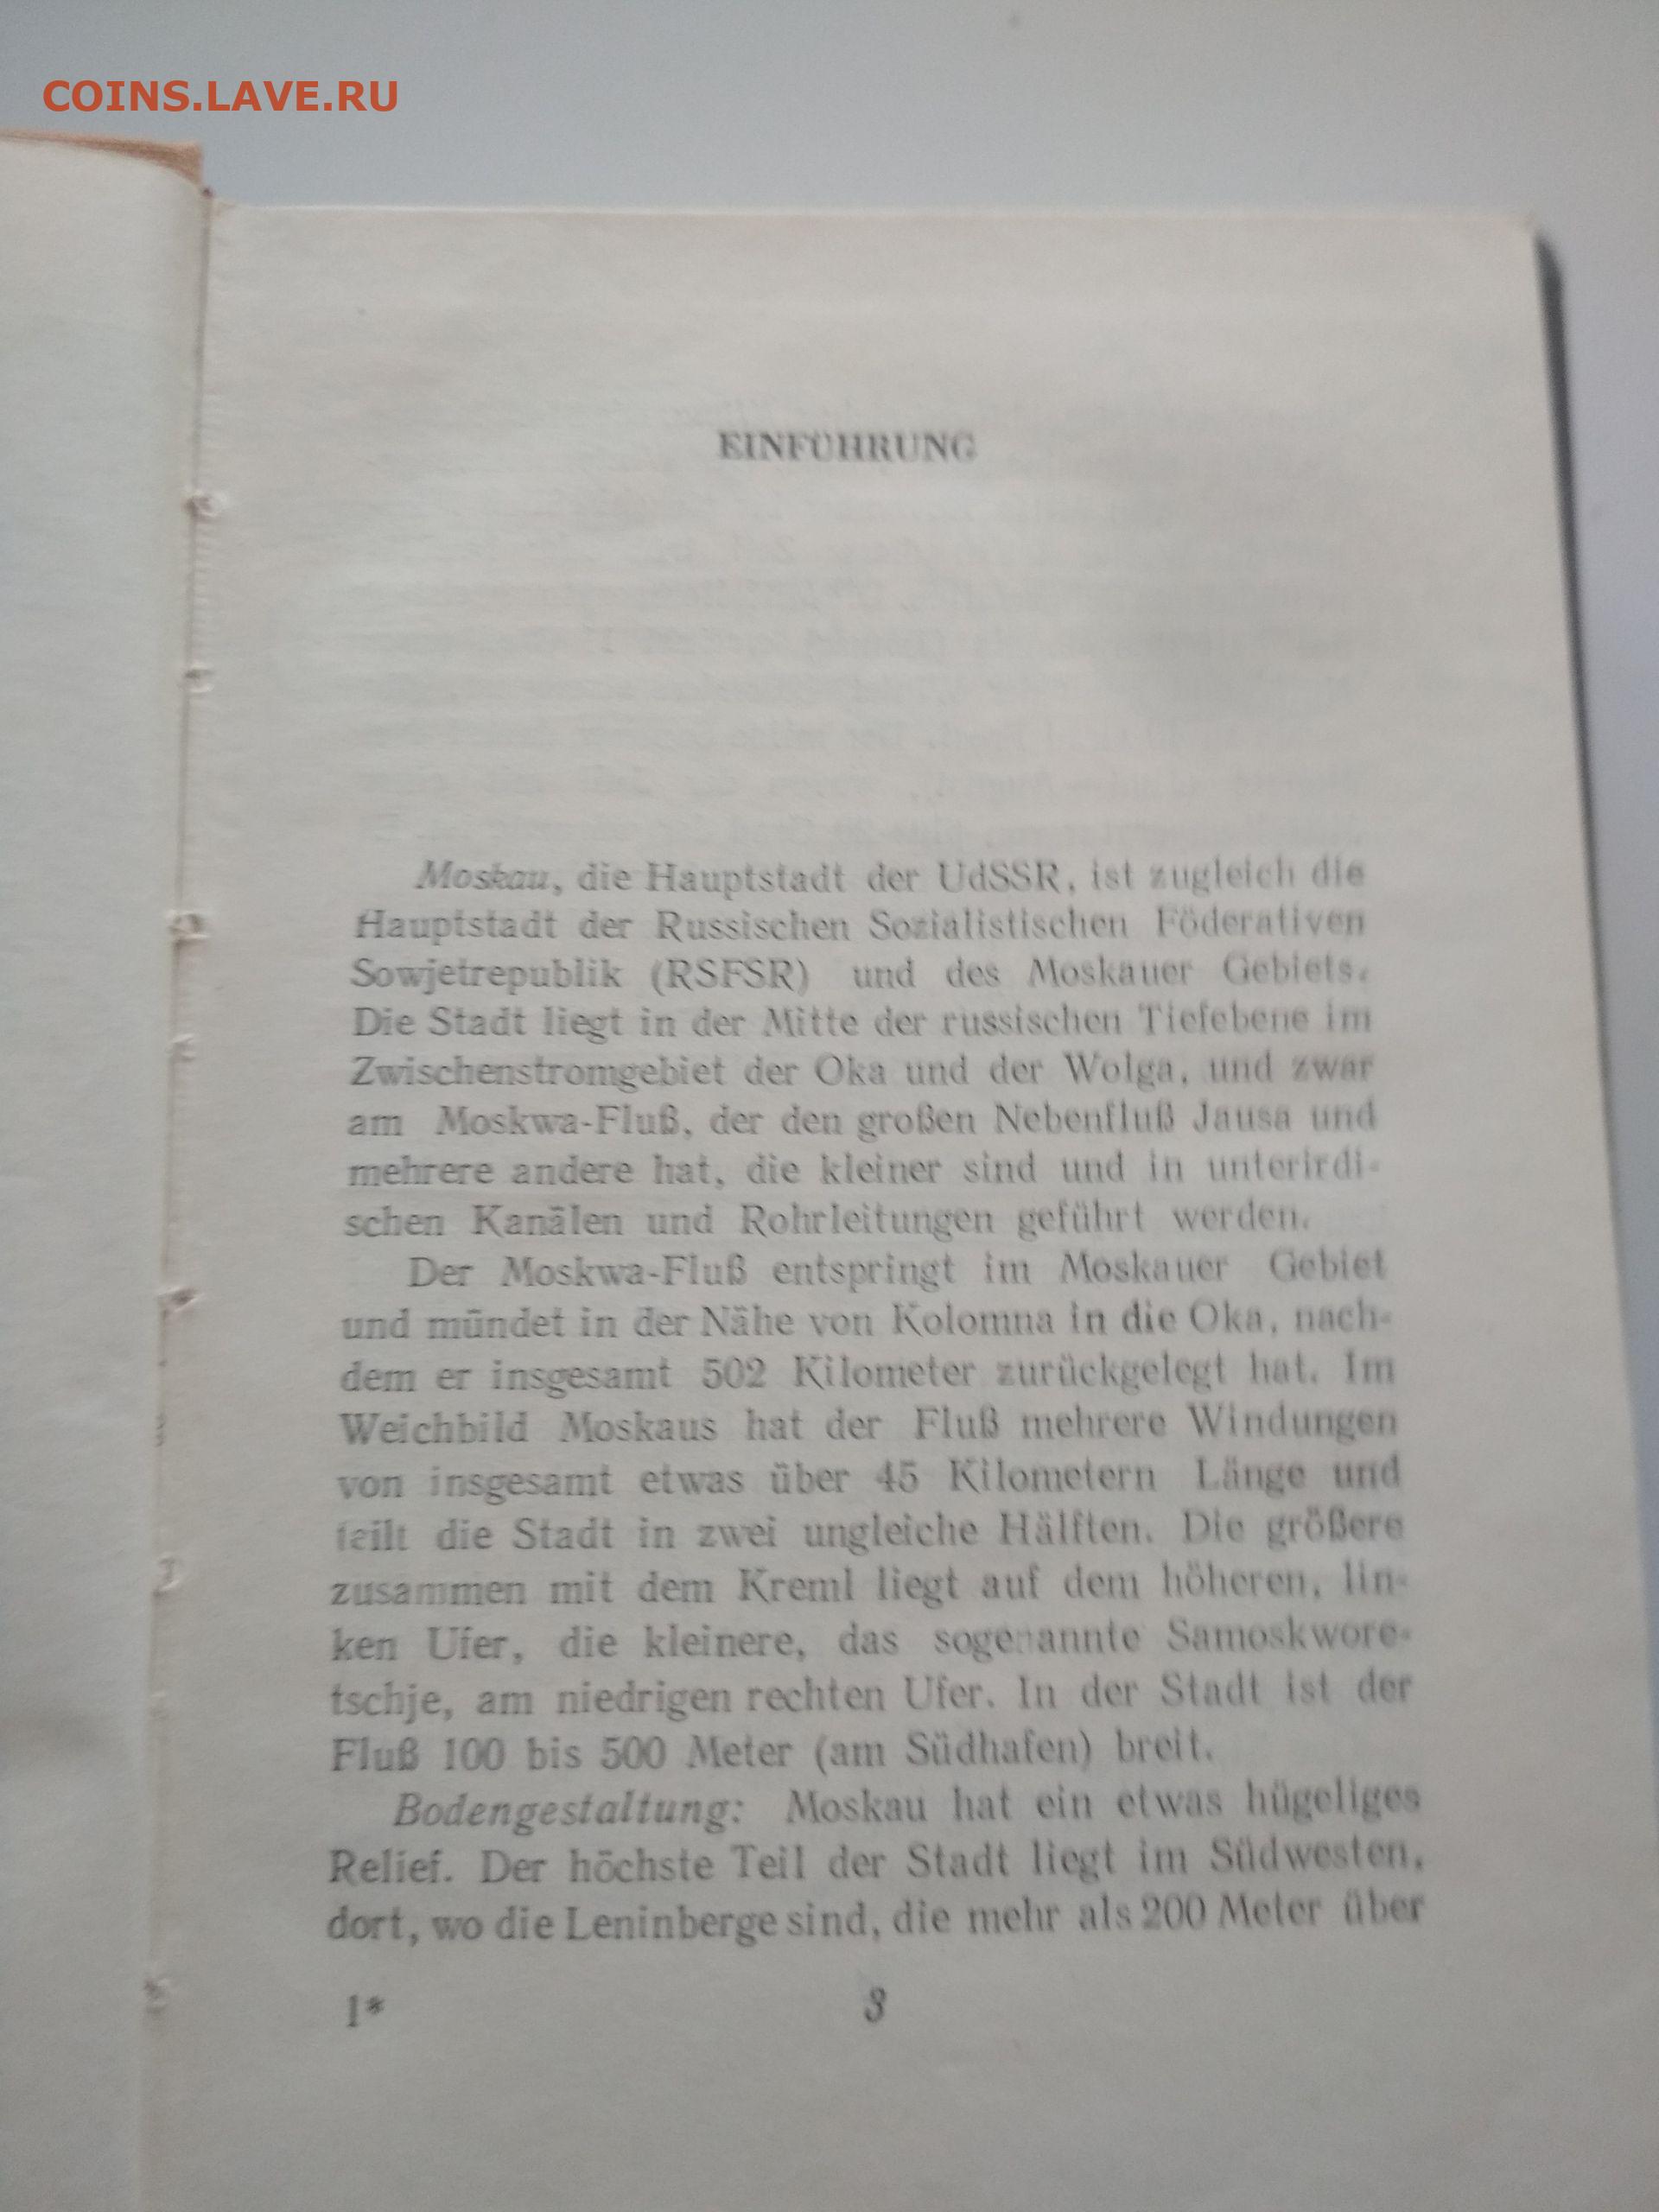 COINS.LAVE.RU
EINFÜHRUNG
Moskau, die Hauptstadt der UdSSR, ist zugleich die
Hauptstadt der Russischen Sozialistischen Föderativen
Sowjetrepublik (RSFSR) und des Moskauer Gebiets.
Die Stadt liegt in der Mitte der russischen Tiefebene im
Zwischenstromgebiet der Oka und der Wolga, und zwar
am Moskwa-Fluß, der den großen Nebenfluß Jausa und
mehrere andere hat, die kleiner sind und in unterirdi-
schen Kanälen und Rohrleitungen geführt werden.
Der Moskwa-Fluß entspringt im Moskauer Gebiet
und mündet in der Nähe von Kolomna in die Oka, nach-
dem er insgesamt 502 Kilometer zurückgelegt hat. Im
Weichbild Moskaus hat der Fluß mehrere Windungen
von insgesamt etwas über 45 Kilometern Länge und
teilt die Stadt in zwei ungleiche Hälften. Die größere
zusammen mit dem Kreml liegt auf dem höheren, lin-
ken Ufer, die kleinere, das sogenannte Samoskwore-
tschje, am niedrigen rechten Ufer. In der Stadt ist der
Fluß 100 bis 500 Meter (am Südhafen) breit.
Bodengestaltung: Moskau hat ein etwas hügeliges
Relief. Der höchste Teil der Stadt liegt im Südwesten,
dort, wo die Leninberge sind, die mehr als 200 Meter über
1* 3